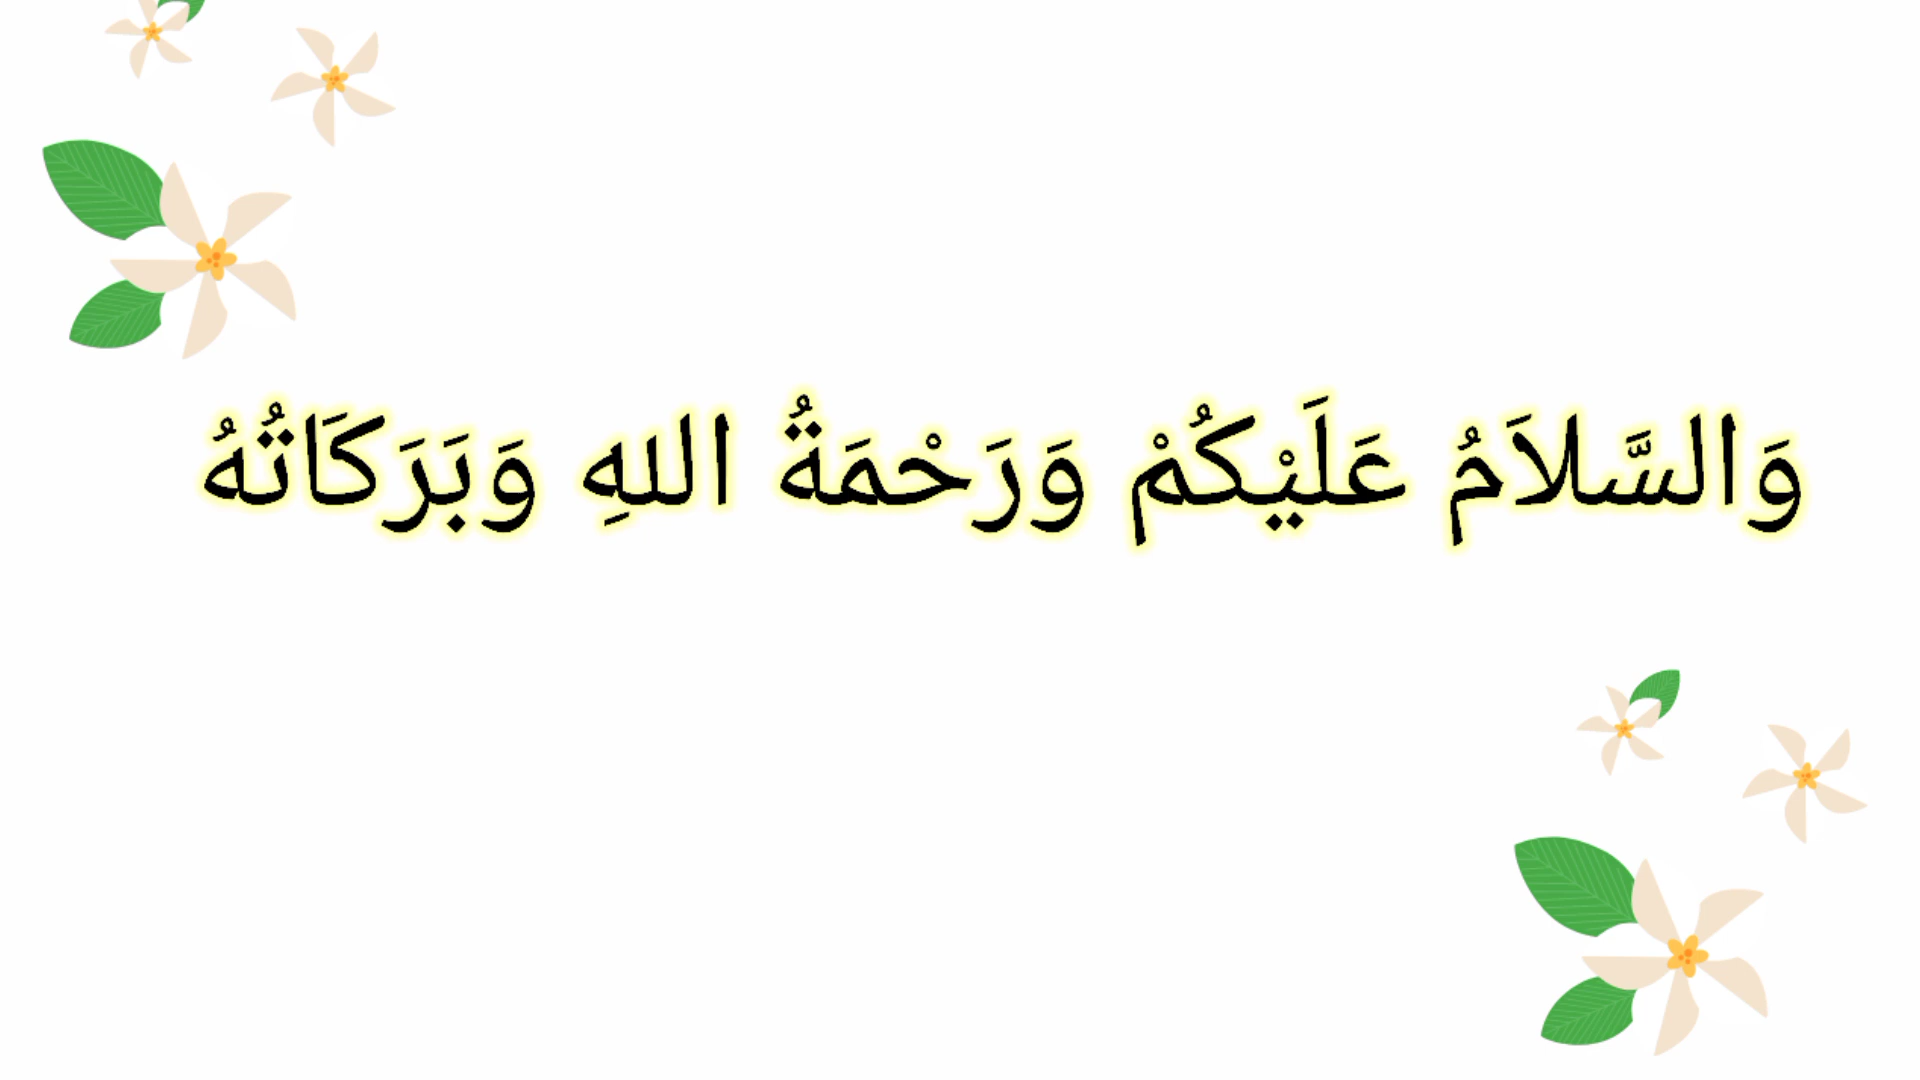 وَالسَّلاَمُ عَلَيْكُمْ وَرَحْمَةُ اللهِ وَبَرَكَاتُهُ